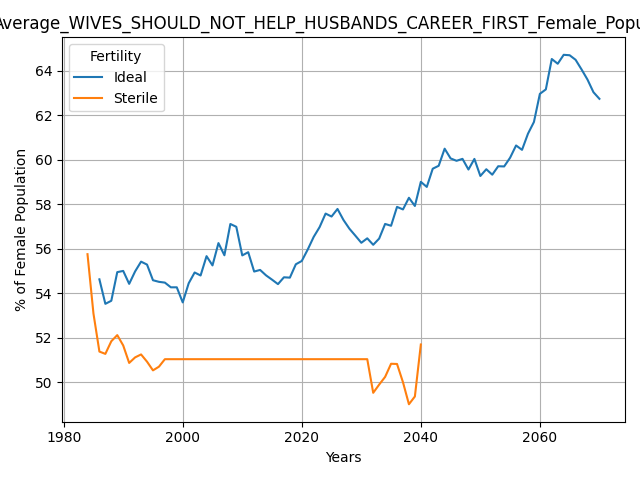 Average_WIVES_SHOULD_NOT_HELP_HUSBANDS_CAREER_FIRST_Female_Popu
Fertility
Ideal
Sterile
% of Female Population
64
62
60
58
56
54
52
50
1980
2000
2020
2040
2060
Years